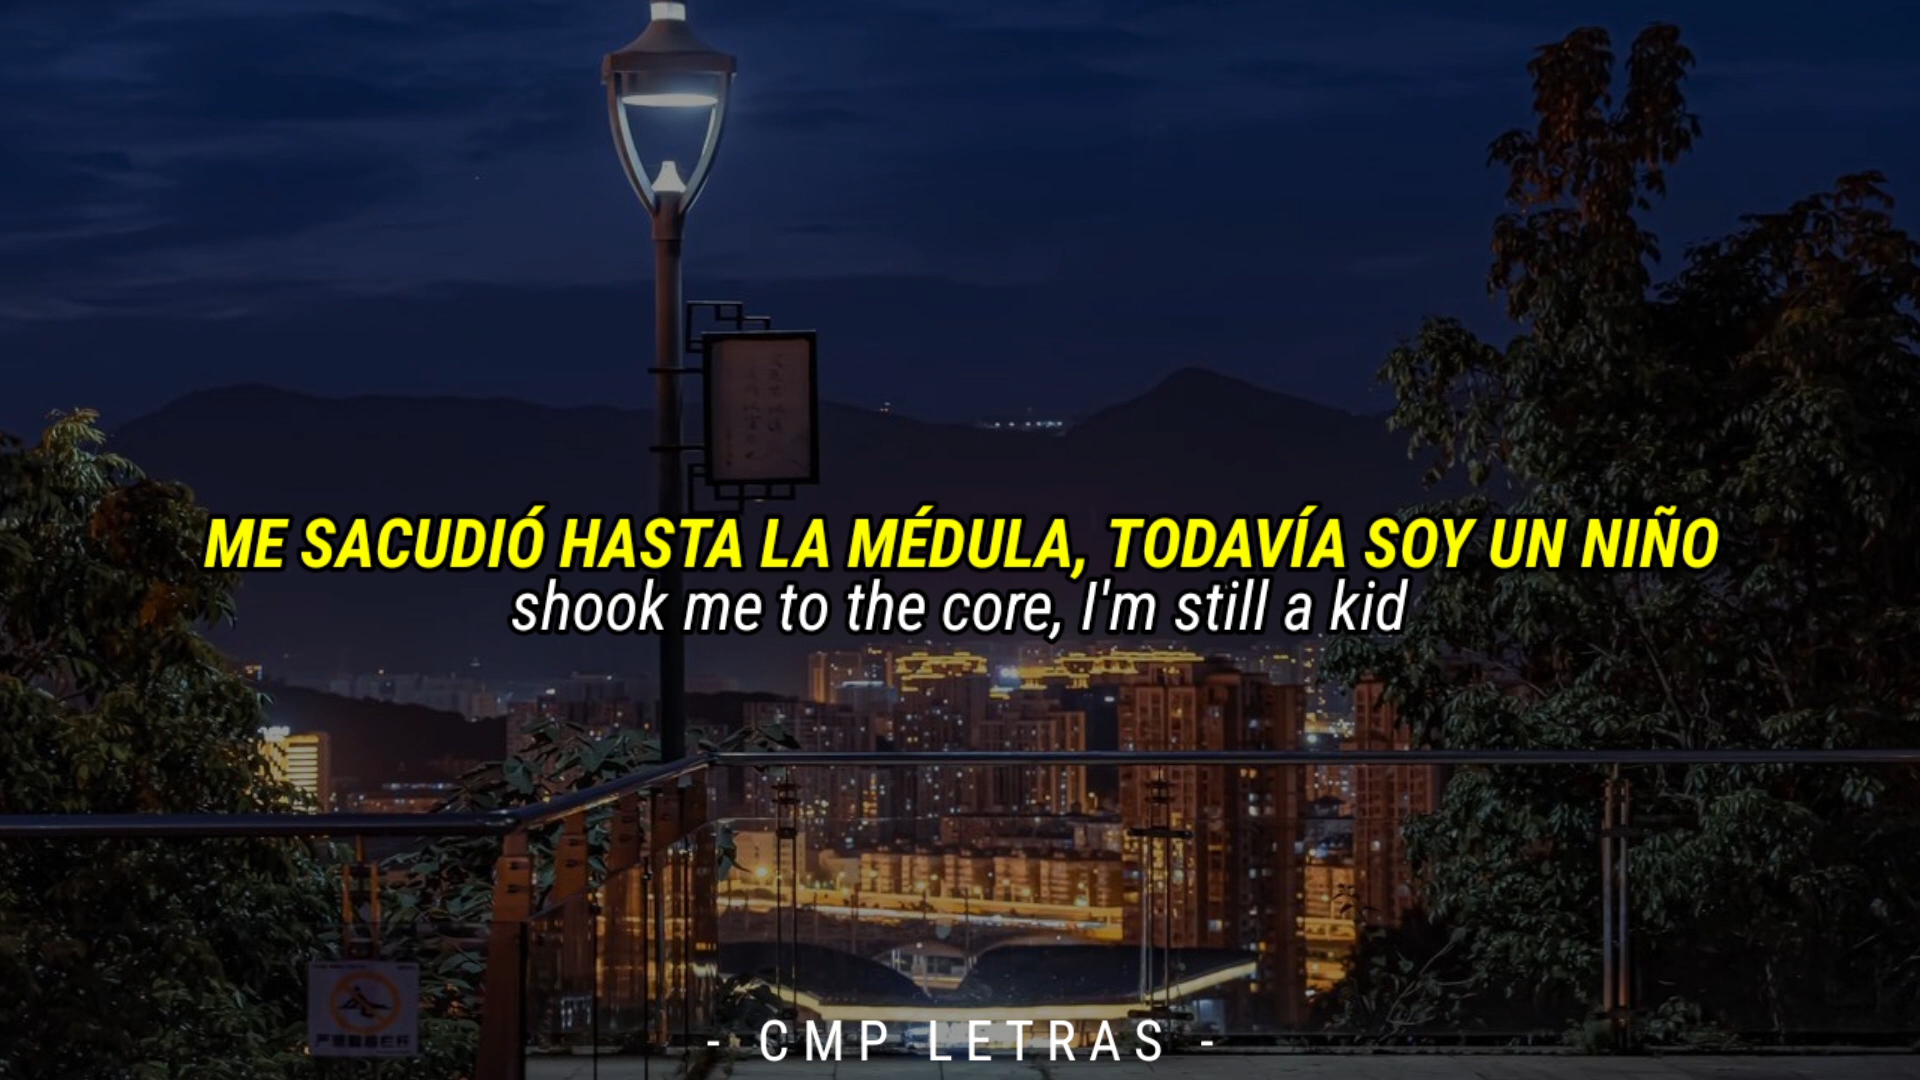 ME SACUDIÓ HASTA LA MÉDULA, TODAVÍA SOY UN NIÑO
shook me to the core, I'm still a kid
- CMP LETRAS -